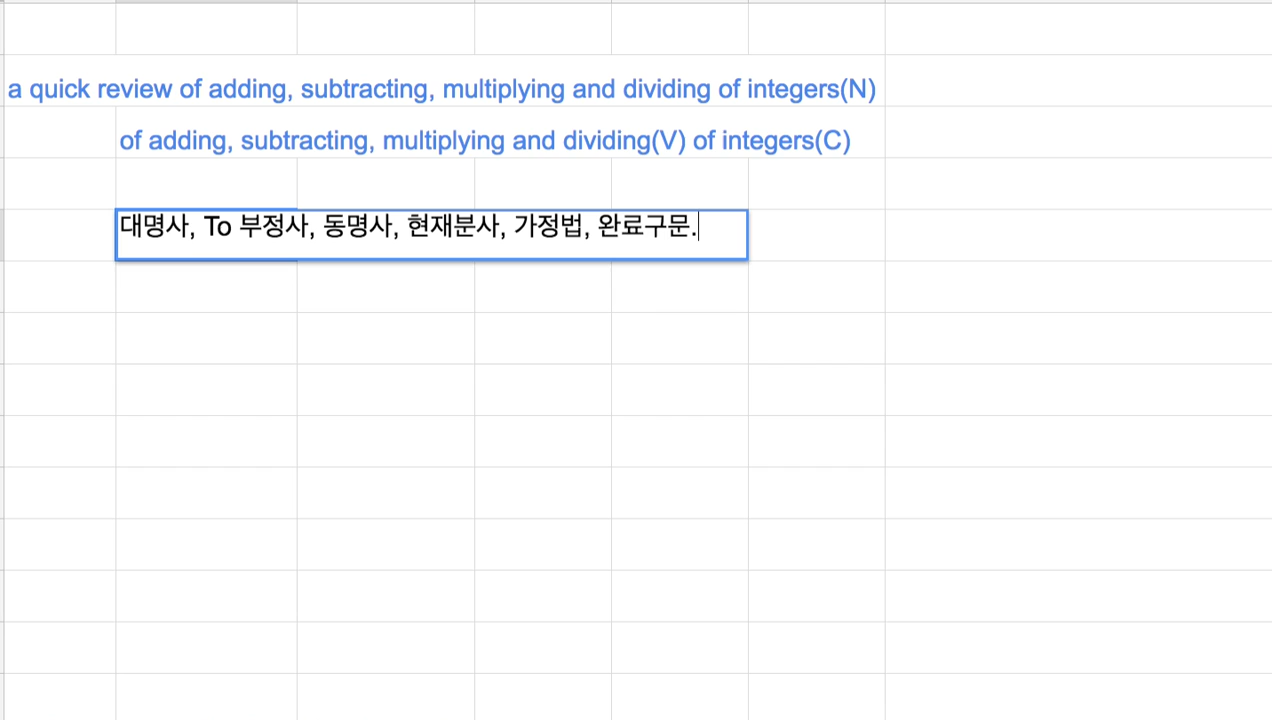 a quick review of adding, subtracting, multiplying and dividing of integers(N)
of adding, subtracting, multiplying and dividing(V) of integers(C)
대명사, To 부정사, 동명사, 현재분사, 가정법, 완료구문.